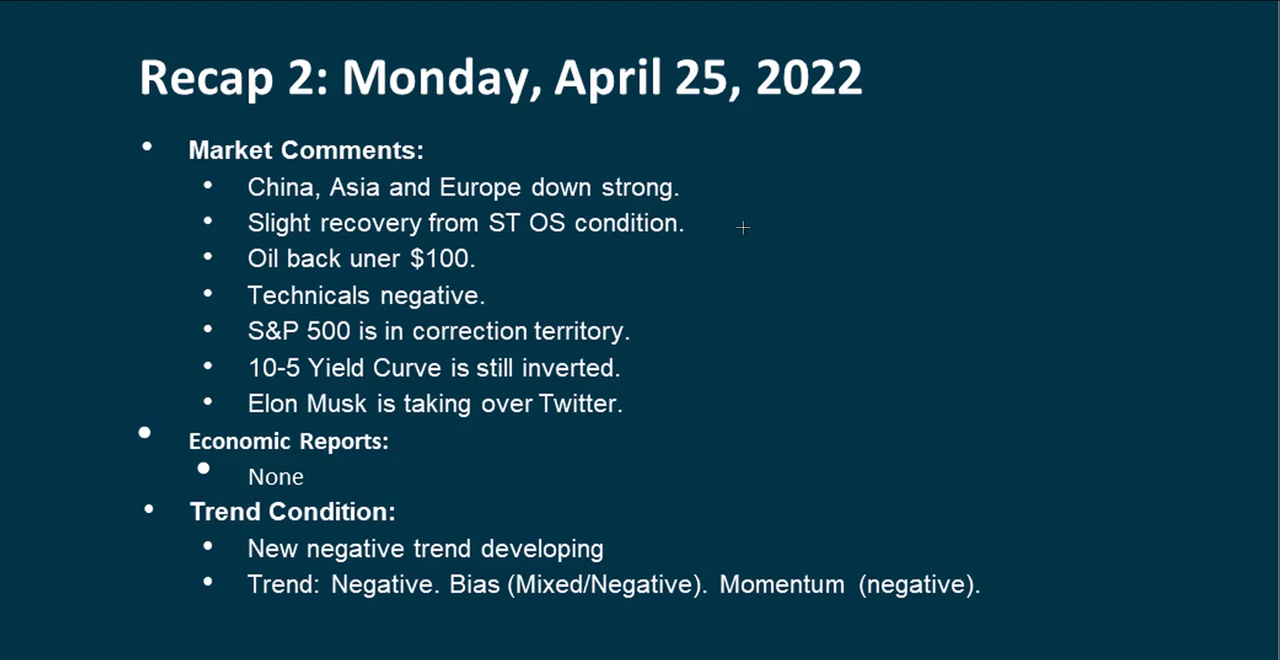 Recap 2: Monday, April 25, 2022
• Market Comments:
• China, Asia and Europe down strong.
• Slight recovery from ST OS condition.
• Oil back uner $100.
• Technicals negative.
• S&P 500 is in correction territory.
• 10-5 Yield Curve is still inverted.
• Elon Musk is taking over Twitter.
• Economic Reports:
• None
• Trend Condition:
• New negative trend developing
• Trend: Negative. Bias (Mixed/Negative). Momentum (negative).